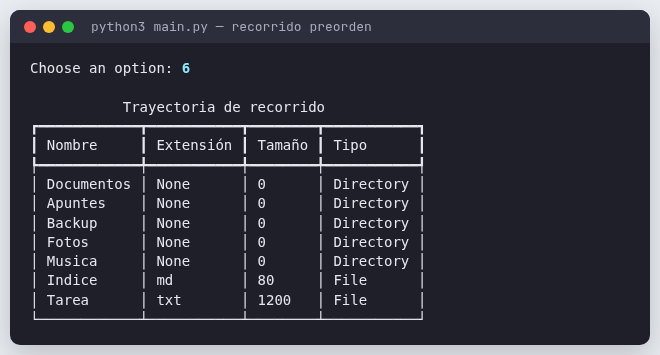 python3 main.py — recorrido preorden
Choose an option: 6
Trayectoria de recorrido
Nombre Extensión Tamaño Tipo
Documentos None 0 Directory
Apuntes None 0 Directory
Backup None 0 Directory
Fotos None 0 Directory
Musica None 0 Directory
Indice md 80 File
Tarea txt 1200 File